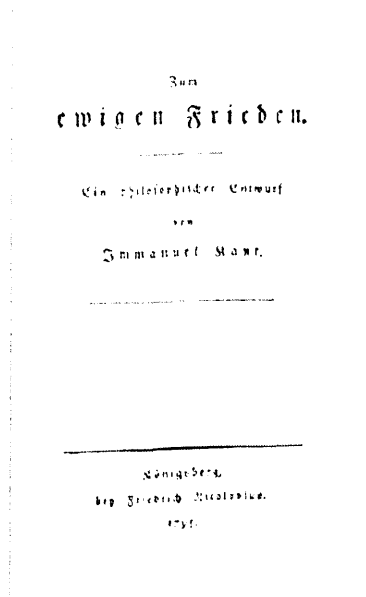 Zum
ewigen Frieden.
Ein philosophischer Entwurf
von
Immanuel Kant.
Königsberg,
bey Friedrich Nicolovius.
1795.